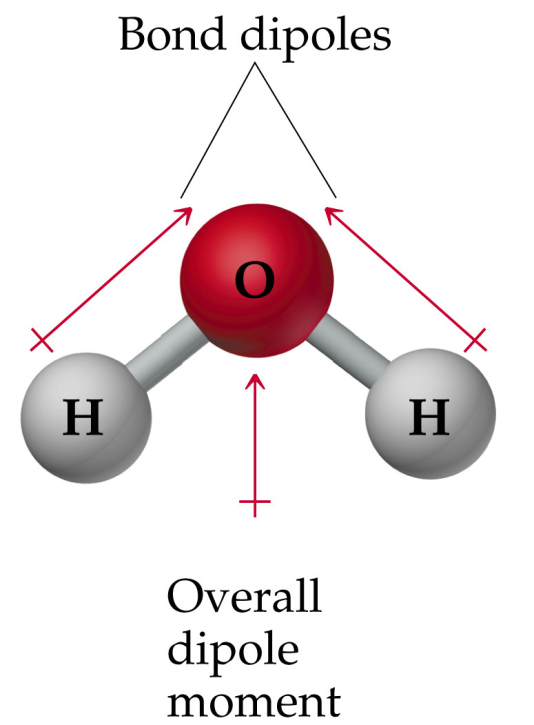 Bond dipoles
O
H
H
Overall
dipole
moment